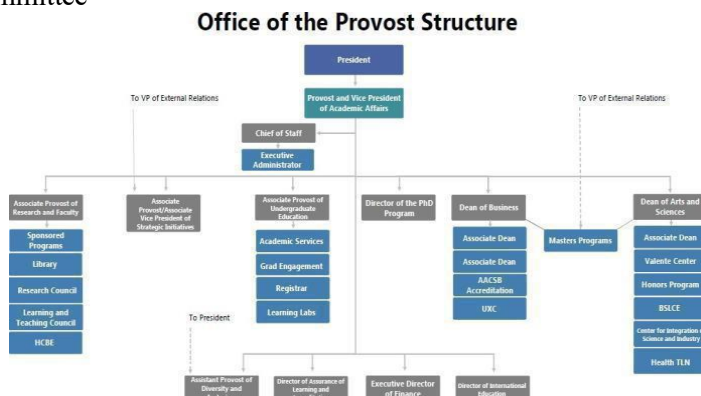 Office of the Provost Structure
President
Provost and Vice President
of Academic Affairs
To VP of External Relations
To VP of External Relations
Chief of Staff
Executive
Administrator
Associate Provost of
Research and Faculty
Associate
Provost/Associate
Vice President of
Strategic Initiatives
Associate Provost of
Undergraduate
Education
Director of the PhD
Program
Dean of Business
Dean of Arts and
Sciences
Sponsored
Programs
Library
Research Council
Learning and
Teaching Council
HCBE
Academic Services
Grad Engagement
Registrar
Learning Labs
Associate Dean
Associate Dean
AACSB
Accreditation
UXC
Masters Programs
Associate Dean
Valente Center
Honors Program
BSLCE
Center for Integration
Science and Industry
Health TLN
To President
Assistant Provost of
Diversity and
Director of Assurance of
Learning and
Executive Director
of Finance
Director of International
Education